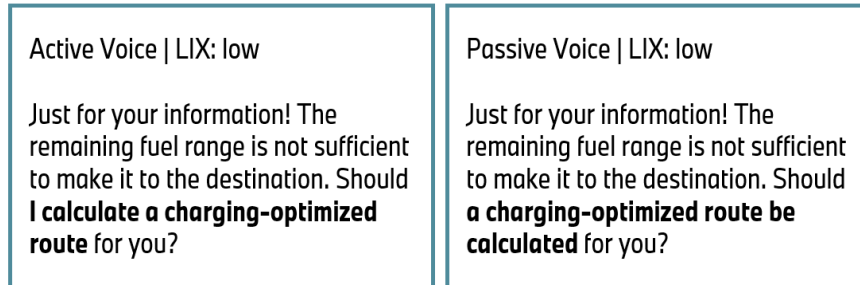 Active Voice | LIX: low
Just for your information! The
remaining fuel range is not sufficient
to make it to the destination. Should
I calculate a charging-optimized
route for you?
Passive Voice | LIX: low
Just for your information! The
remaining fuel range is not sufficient
to make it to the destination. Should
a charging-optimized route be
calculated for you?